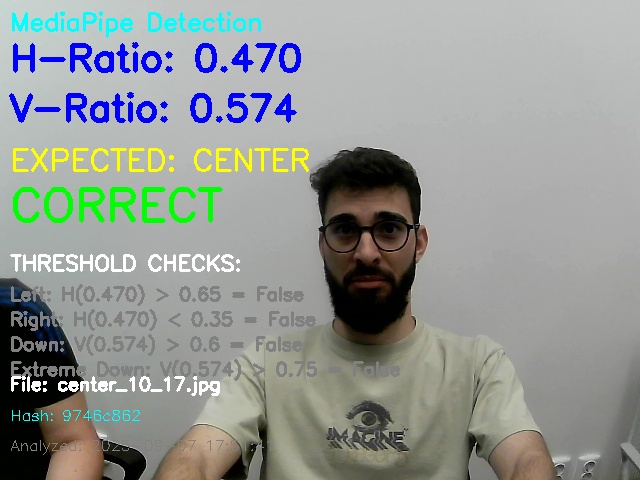 MediaPipe Detection
H-Ratio: 0.470
V-Ratio: 0.574
EXPECTED: CENTER
CORRECT
THRESHOLD CHECKS:
Left: H(0.470) > 0.65 = False
Right: H(0.470) < 0.35 = False
Down: V(0.574) > 0.6 = False
Extreme Down: V(0.574) > 0.75 = False
File: center_10_17.jpg
Hash: 9746c862
Analyzed:
IMAGINE